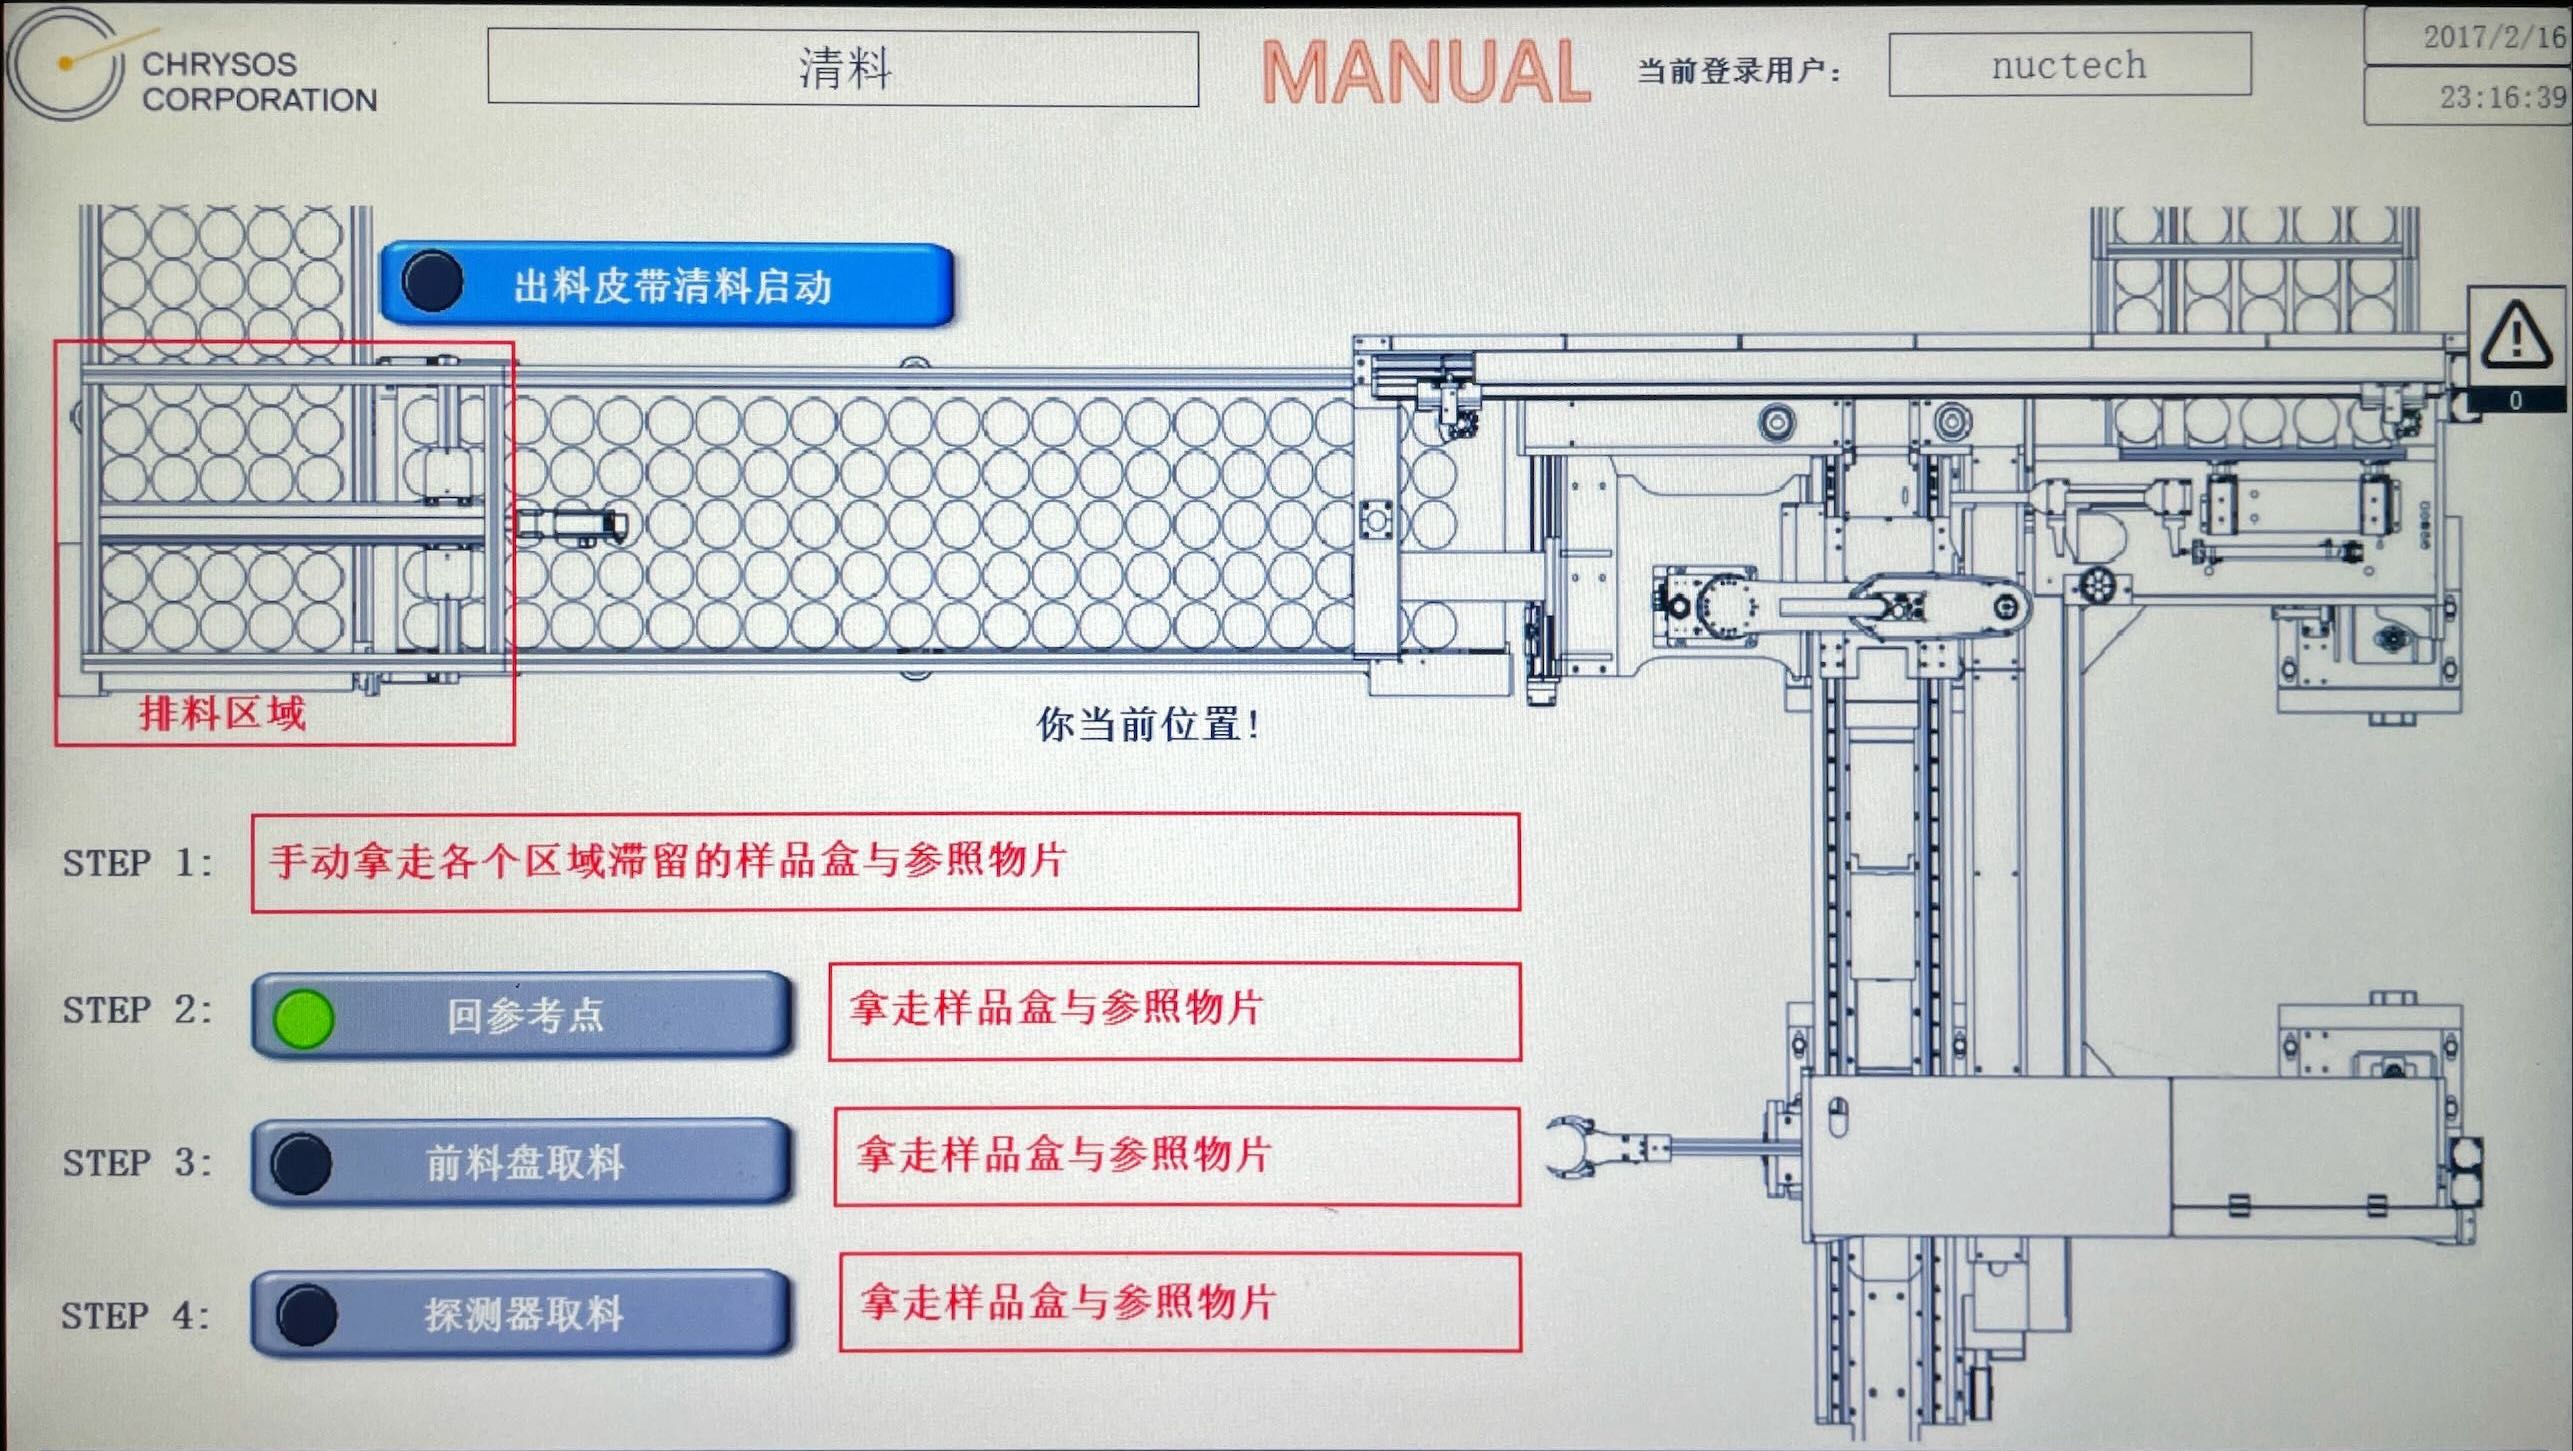 CHRYSOS
CORPORATION
清料
MANUAL
当前登录用户：
nuctech
2017/2/16
23:16:39
出料皮带清料启动
0
排料区域
你当前位置！
STEP 1:
手动拿走各个区域滞留的样品盒与参照物片
STEP 2:
回参考点
拿走样品盒与参照物片
STEP 3:
前料盘取料
拿走样品盒与参照物片
STEP 4:
探测器取料
拿走样品盒与参照物片